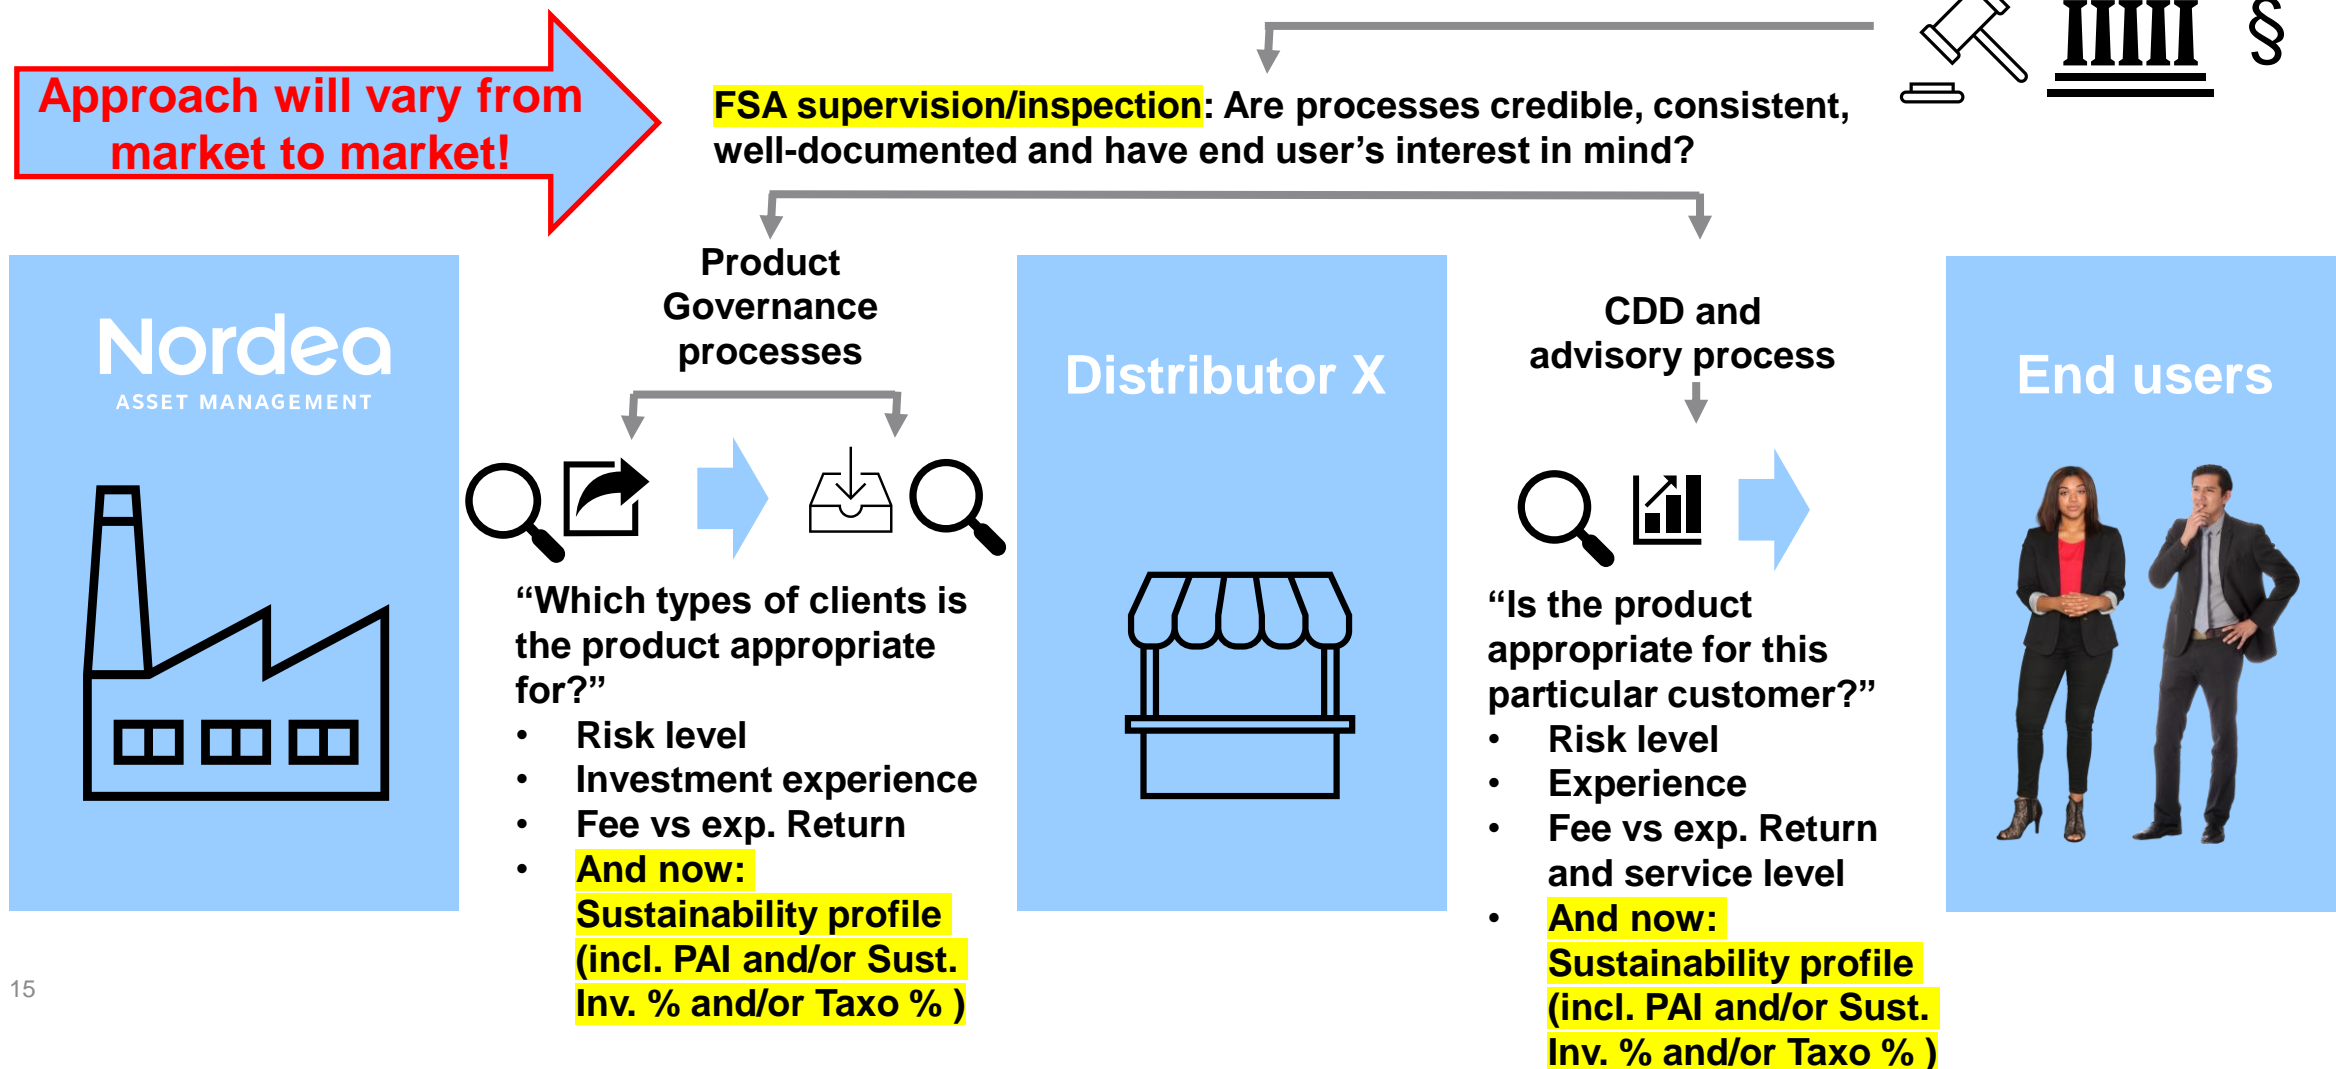 Approach will vary from
market to market!
§
FSA supervision/inspection: Are processes credible, consistent,
well-documented and have end user’s interest in mind?
Nordea
ASSET MANAGEMENT
Product
Governance
processes
“Which types of clients is
the product appropriate
for?”
• Risk level
• Investment experience
• Fee vs exp. Return
• And now:
Sustainability profile
(incl. PAI and/or Sust.
Inv. % and/or Taxo % )
Distributor X
CDD and
advisory process
“Is the product
appropriate for this
particular customer?”
• Risk level
• Experience
• Fee vs exp. Return
and service level
• And now:
Sustainability profile
(incl. PAI and/or Sust.
Inv. % and/or Taxo % )
End users
15